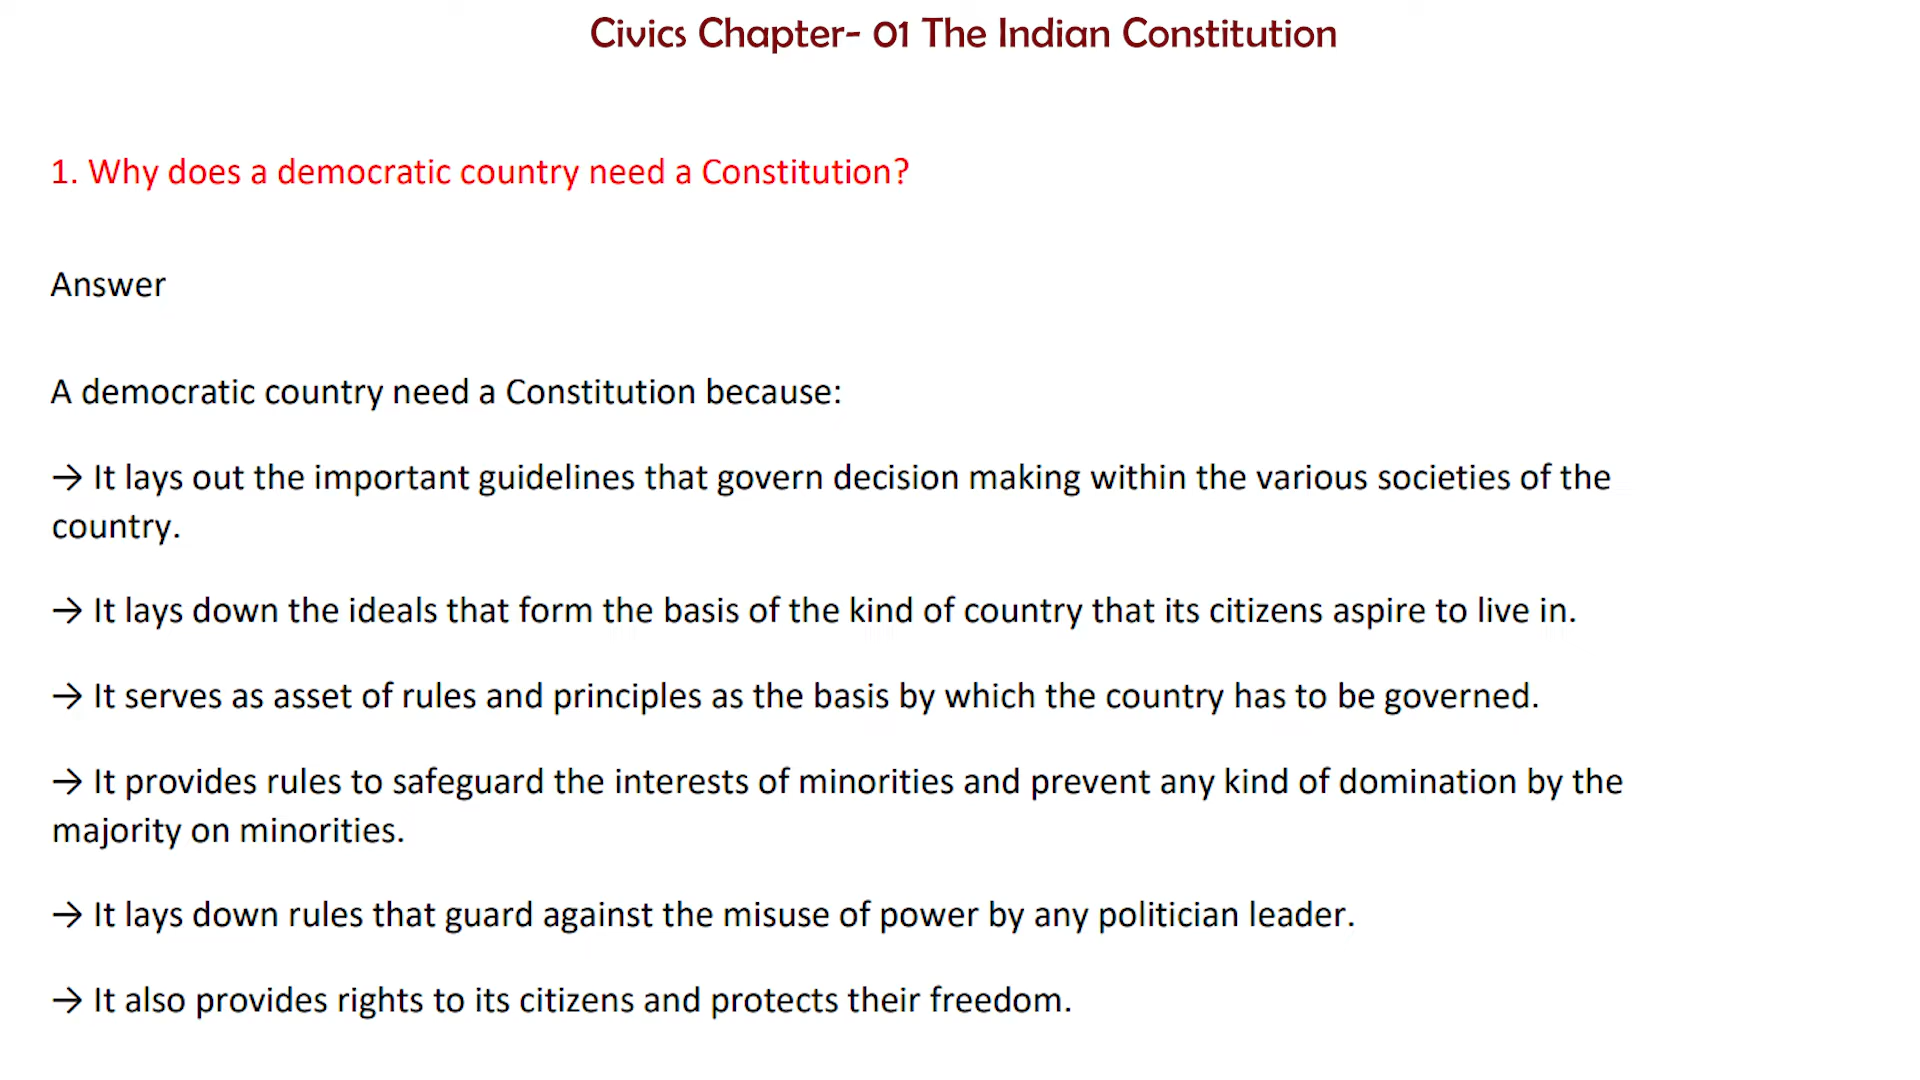 Civics Chapter- 01 The Indian Constitution
1. Why does a democratic country need a Constitution?
Answer
A democratic country need a Constitution because:
→ It lays out the important guidelines that govern decision making within the various societies of the
country.
→ It lays down the ideals that form the basis of the kind of country that its citizens aspire to live in.
→ It serves as asset of rules and principles as the basis by which the country has to be governed.
→ It provides rules to safeguard the interests of minorities and prevent any kind of domination by the
majority on minorities.
→ It lays down rules that guard against the misuse of power by any politician leader.
→ It also provides rights to its citizens and protects their freedom.